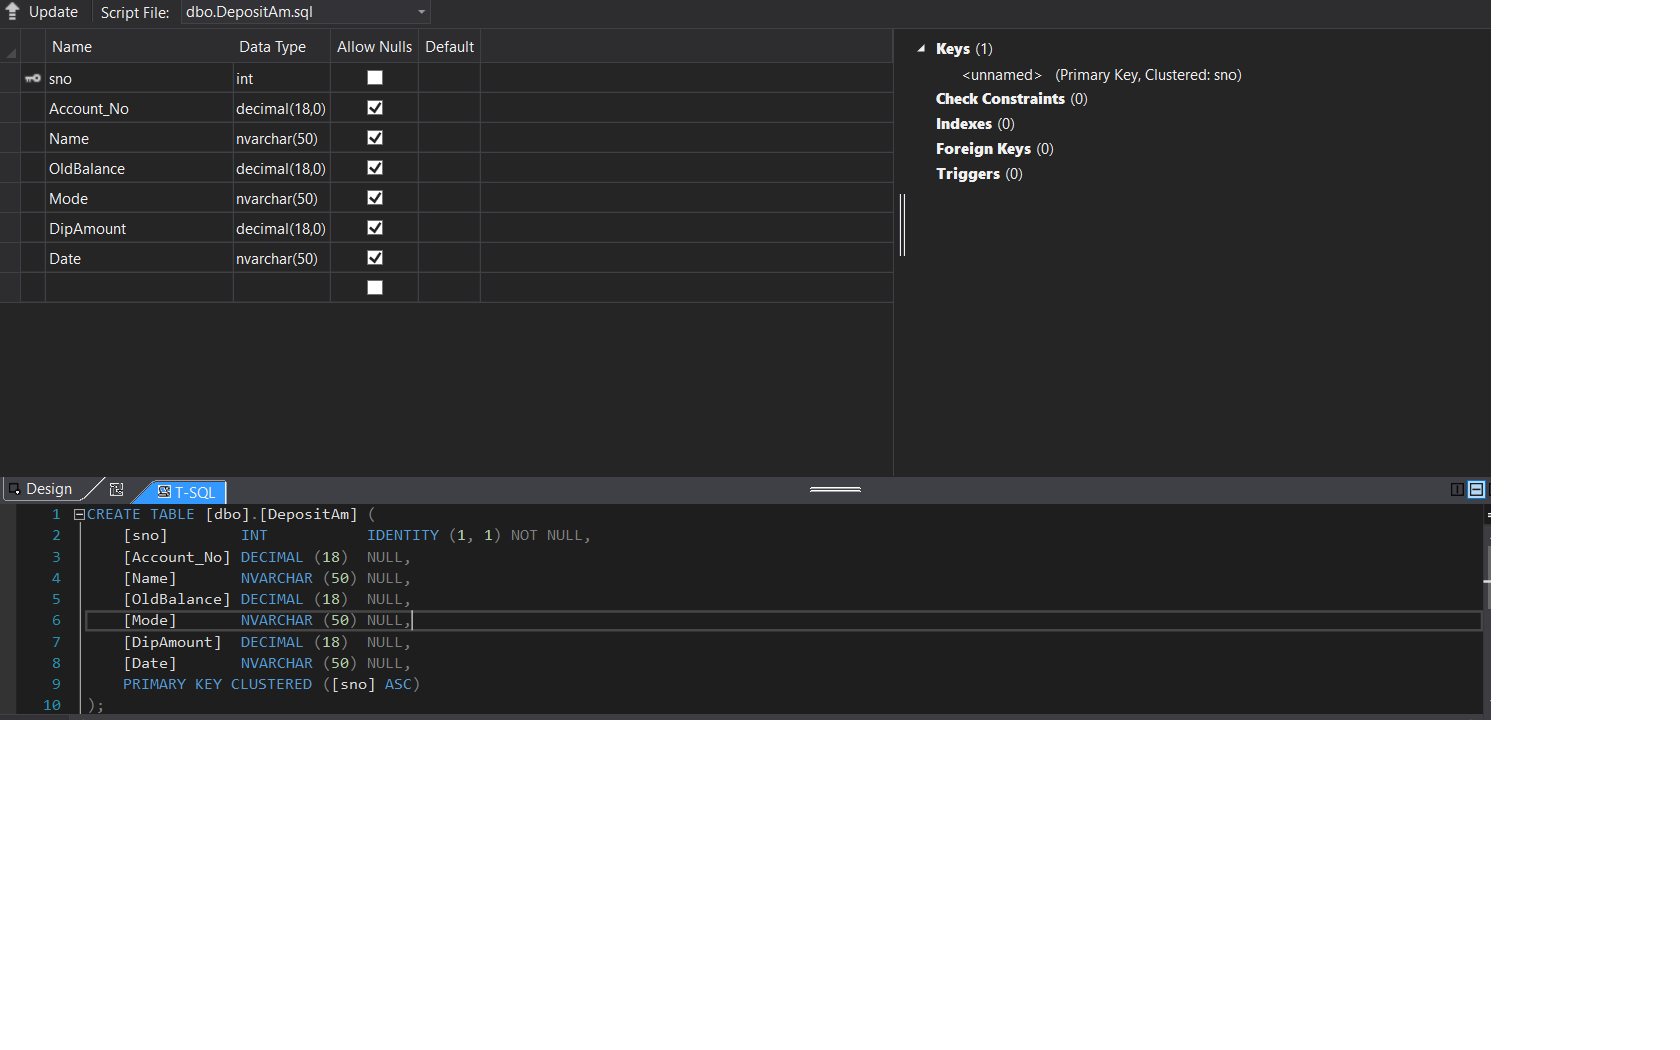 Update Script File: dbo.DepositAm.sql
Name Data Type Allow Nulls Default
sno int
Account_No decimal(18,0)
Name nvarchar(50)
OldBalance decimal(18,0)
Mode nvarchar(50)
DipAmount decimal(18,0)
Date nvarchar(50)
Keys (1)
<unnamed> (Primary Key, Clustered: sno)
Check Constraints (0)
Indexes (0)
Foreign Keys (0)
Triggers (0)
Design T-SQL
1 CREATE TABLE [dbo].[DepositAm] (
2 [sno] INT IDENTITY (1, 1) NOT NULL,
3 [Account_No] DECIMAL (18) NULL,
4 [Name] NVARCHAR (50) NULL,
5 [OldBalance] DECIMAL (18) NULL,
6 [Mode] NVARCHAR (50) NULL,
7 [DipAmount] DECIMAL (18) NULL,
8 [Date] NVARCHAR (50) NULL,
9 PRIMARY KEY CLUSTERED ([sno] ASC)
10 );